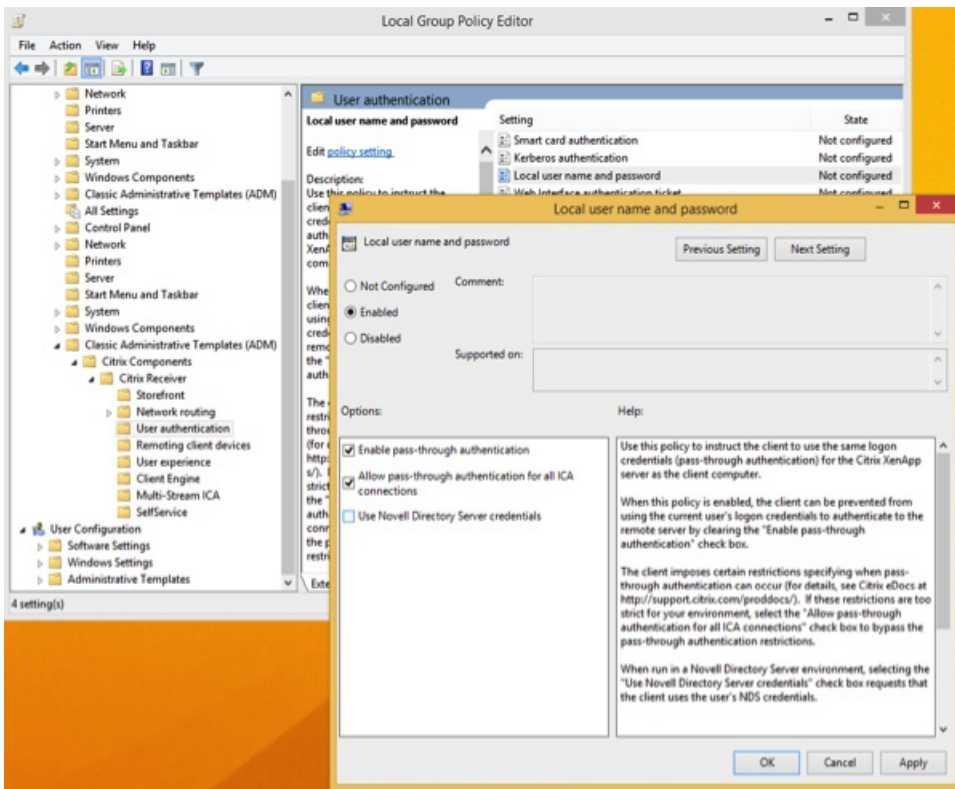 Local Group Policy Editor
File Action View Help
Network
Printers
Server
Start Menu and Taskbar
System
Windows Components
Classic Administrative Templates (ADM)
All Settings
Control Panel
Network
Printers
Server
Start Menu and Taskbar
System
Windows Components
Classic Administrative Templates (ADM)
Citrix Components
Citrix Receiver
Storefront
Network routing
User authentication
Remoting client devices
User experience
Client Engine
Multi-Stream ICA
SelfService
User Configuration
Software Settings
Windows Settings
Administrative Templates
4 setting(s)
User authentication
Local user name and password
Edit policy setting
Description:
Use this policy to instruct the
Setting State
Smart card authentication Not configured
Kerberos authentication Not configured
Local user name and password Not configured
Web Interface authentication ticket Not configured
Local user name and password
Local user name and password
Previous Setting Next Setting
Not Configured
Enabled
Disabled
Comment:
Supported on:
Options:
Help:
Enable pass-through authentication
Allow pass-through authentication for all ICA
connections
Use Novell Directory Server credentials
Use this policy to instruct the client to use the same logon
credentials (pass-through authentication) for the Citrix XenApp
server as the client computer.
When this policy is enabled, the client can be prevented from
using the current user's logon credentials to authenticate to the
remote server by clearing the "Enable pass-through
authentication" check box.
The client imposes certain restrictions specifying when pass-
through authentication can occur (for details, see Citrix eDocs at
http://support.citrix.com/proddocs/). If these restrictions are too
strict for your environment, select the "Allow pass-through
authentication for all ICA connections" check box to bypass the
pass-through authentication restrictions.
When run in a Novell Directory Server environment, selecting the
"Use Novell Directory Server credentials" check box requests that
the client uses the user's NDS credentials.
OK Cancel Apply